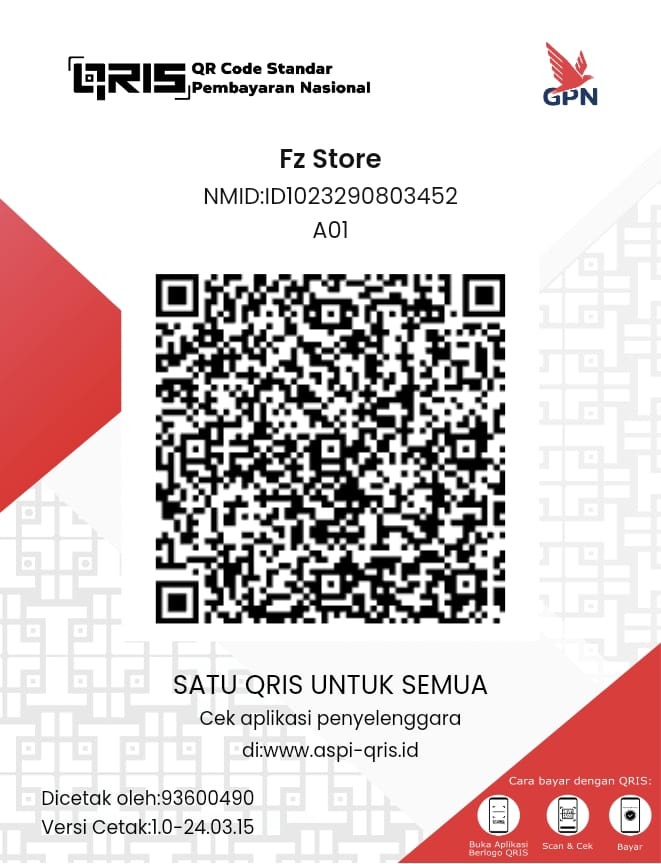 QRIS QR Code Standar
Pembayaran Nasional
GPN
Fz Store
NMID:ID1023290803452
A01
SATU QRIS UNTUK SEMUA
Cek aplikasi penyelenggara
di:www.aspi-qris.id
Dicetak oleh:93600490
Versi Cetak:1.0-24.03.15
Cara bayar dengan QRIS:
Buka Aplikasi
Berlogo QRIS
Scan & Cek
Bayar